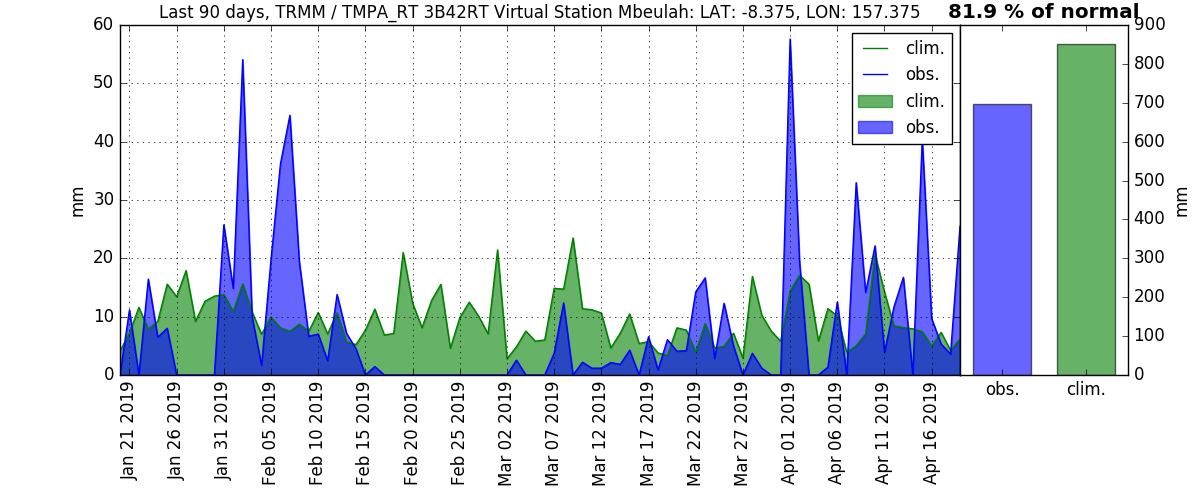 Last 90 days, TRMM / TMPA_RT 3B42RT Virtual Station Mbeulah: LAT: -8.375, LON: 157.375
81.9 % of normal
60
50
40
30
20
10
0
mm
clim.
obs.
clim.
obs.
Jan 21 2019
Jan 26 2019
Jan 31 2019
Feb 05 2019
Feb 10 2019
Feb 15 2019
Feb 20 2019
Feb 25 2019
Mar 02 2019
Mar 07 2019
Mar 12 2019
Mar 17 2019
Mar 22 2019
Mar 27 2019
Apr 01 2019
Apr 06 2019
Apr 11 2019
Apr 16 2019
900
800
700
600
500
400
300
200
100
0
mm
obs.
clim.